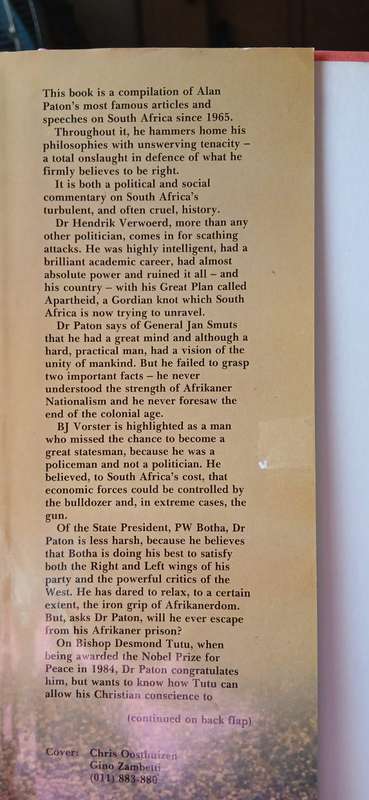 This book is a compilation of Alan
Paton's most famous articles and
speeches on South Africa since 1965.
Throughout it, he hammers home his
philosophies with unswerving tenacity –
a total onslaught in defence of what he
firmly believes to be right.
It is both a political and social
commentary on South Africa's
turbulent, and often cruel, history.
Dr Hendrik Verwoerd, more than any
other politician, comes in for scathing
attacks. He was highly intelligent, had a
brilliant academic career, had almost
absolute power and ruined it all – and
his country – with his Great Plan called
Apartheid, a Gordian knot which South
Africa is now trying to unravel.
Dr Paton says of General Jan Smuts
that he had a great mind and although a
hard, practical man, had a vision of the
unity of mankind. But he failed to grasp
two important facts – he never
understood the strength of Afrikaner
Nationalism and he never foresaw the
end of the colonial age.
BJ Vorster is highlighted as a man
who missed the chance to become a
great statesman, because he was a
policeman and not a politician. He
believed, to South Africa's cost, that
economic forces could be controlled by
the bulldozer and, in extreme cases, the
gun.
Of the State President, PW Botha, Dr
Paton is less harsh, because he believes
that Botha is doing his best to satisfy
both the Right and Left wings of his
party and the powerful critics of the
West. He has dared to relax, to a certain
extent, the iron grip of Afrikanerdom.
But, asks Dr Paton, will he ever escape
from his Afrikaner prison?
On Bishop Desmond Tutu, when
being awarded the Nobel Prize for
Peace in 1984, Dr Paton congratulates
him, but wants to know how Tutu can
allow his Christian conscience to
(continued on back flap)
Cover: Chris Oosthuizen
Gino Zambetti
(011) 883-880